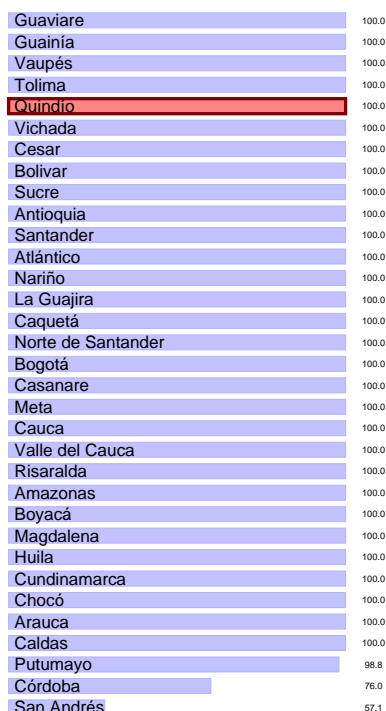 Guaviare 100.0
Guainía 100.0
Vaupés 100.0
Tolima 100.0
Quindío 100.0
Vichada 100.0
Cesar 100.0
Bolivar 100.0
Sucre 100.0
Antioquia 100.0
Santander 100.0
Atlántico 100.0
Nariño 100.0
La Guajira 100.0
Caquetá 100.0
Norte de Santander 100.0
Bogotá 100.0
Casanare 100.0
Meta 100.0
Cauca 100.0
Valle del Cauca 100.0
Risaralda 100.0
Amazonas 100.0
Boyacá 100.0
Magdalena 100.0
Huila 100.0
Cundinamarca 100.0
Chocó 100.0
Arauca 100.0
Caldas 100.0
Putumayo 98.8
Córdoba 76.0
San Andrés 57.1